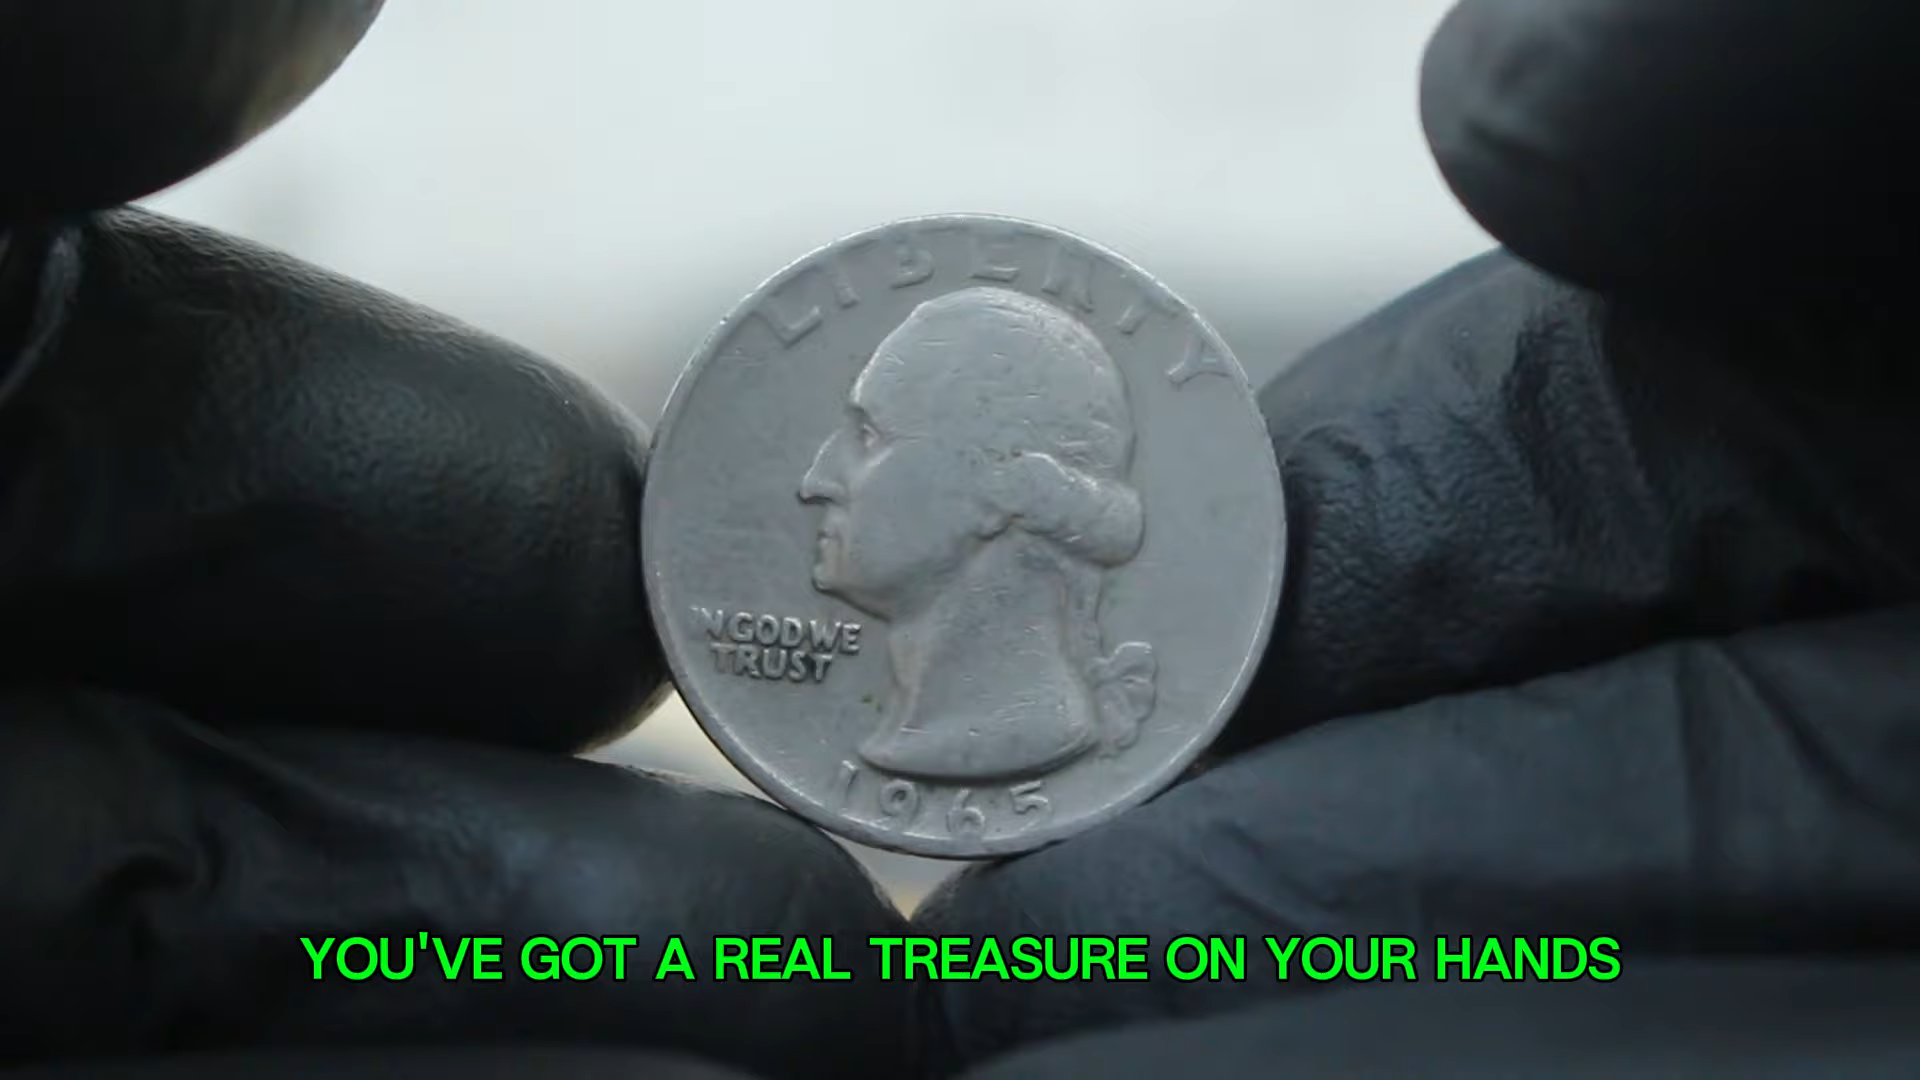 LIBERTY
IN GOD WE
TRUST
1965
YOU'VE GOT A REAL TREASURE ON YOUR HANDS